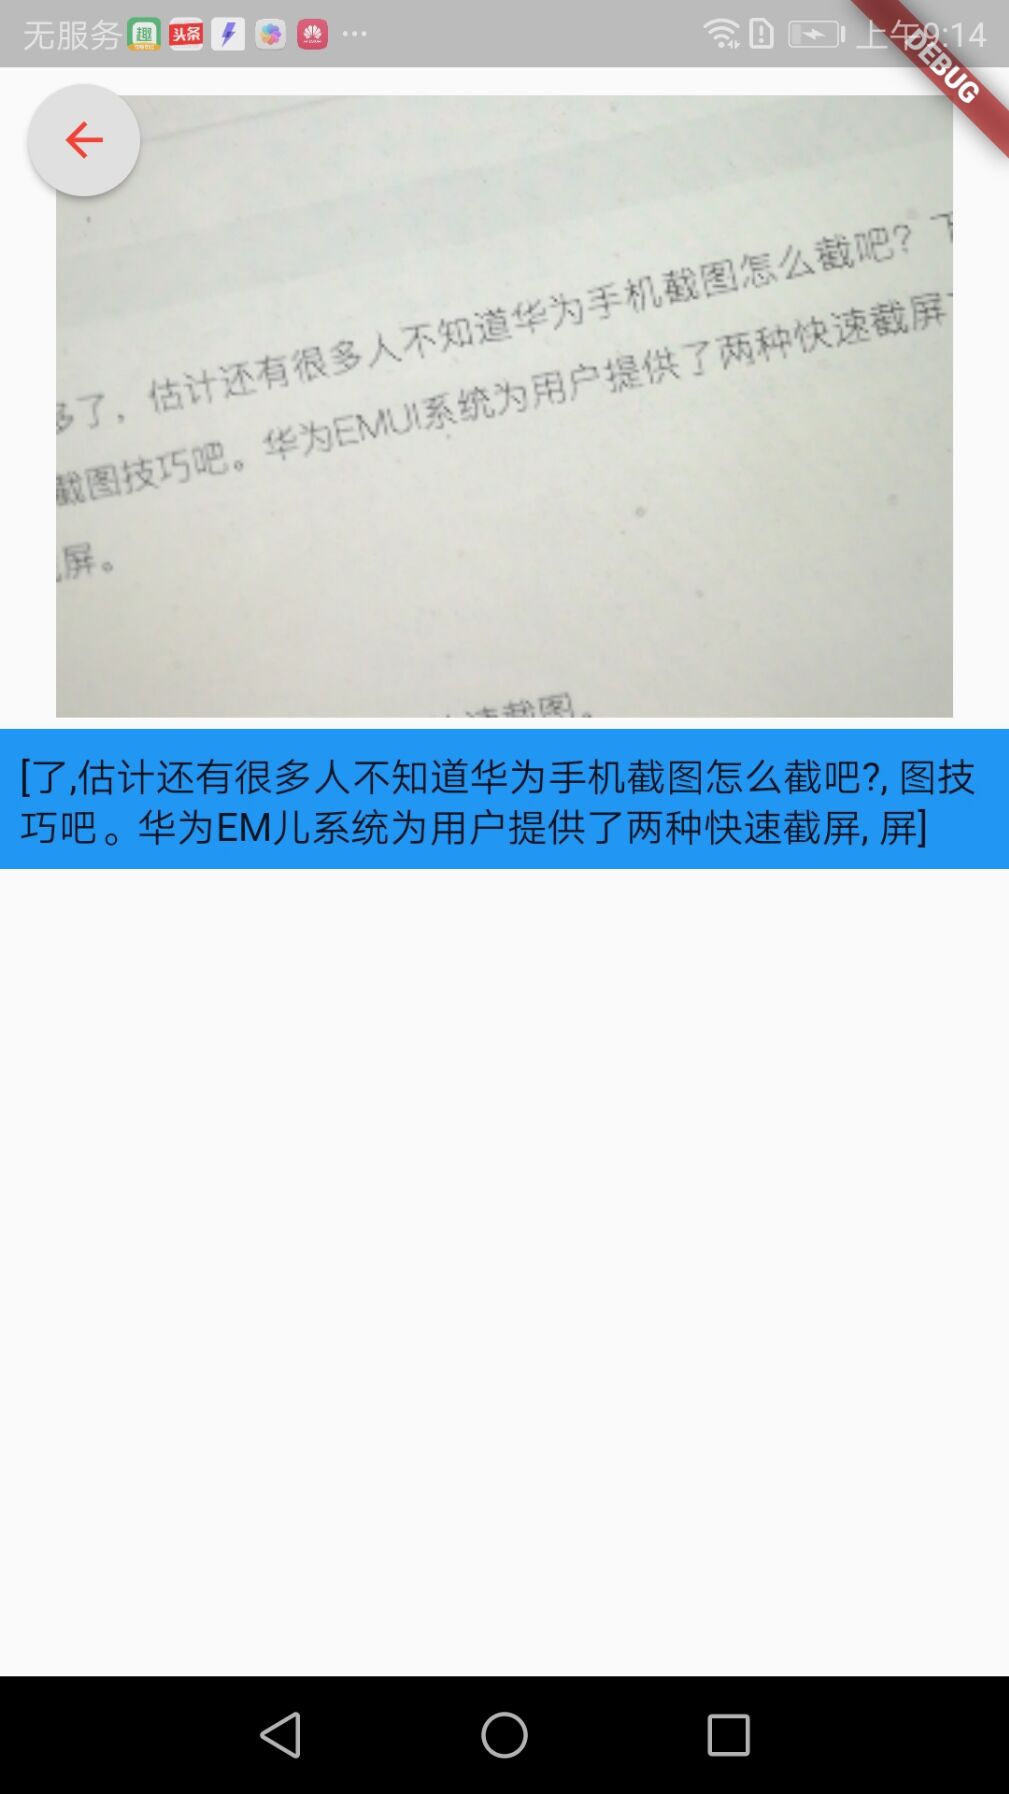 无服务 趣 头条 上午9:14
DEBUG
多了，估计还有很多人不知道华为手机截图怎么截吧？下
截图技巧吧。华为EMUI系统为用户提供了两种快速截屏
屏。
速截图。
[了,估计还有很多人不知道华为手机截图怎么截吧?, 图技
巧吧。华为EM儿系统为用户提供了两种快速截屏, 屏]